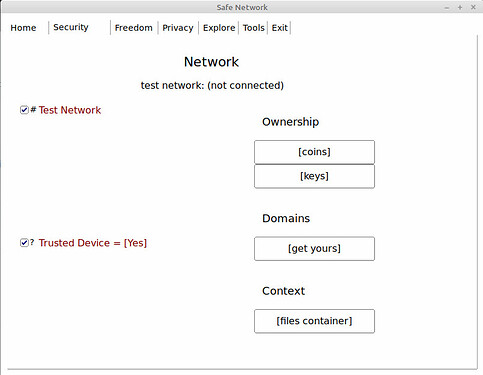 Safe Network
Home Security Freedom Privacy Explore Tools Exit
Network
test network: (not connected)
# Test Network
Ownership
[coins]
[keys]
Domains
? Trusted Device = [Yes]
[get yours]
Context
[files container]